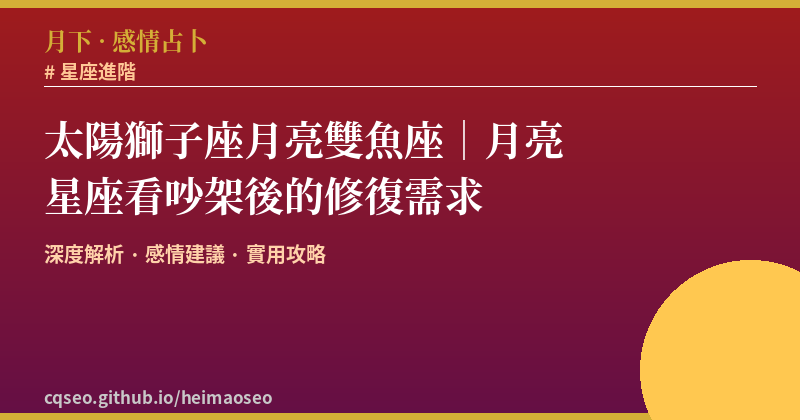 月下 · 感情占卜
# 星座進階
太陽獅子座月亮雙魚座｜月亮
星座看吵架後的修復需求
深度解析 · 感情建議 · 實用攻略
cqseo.github.io/heimaoseo